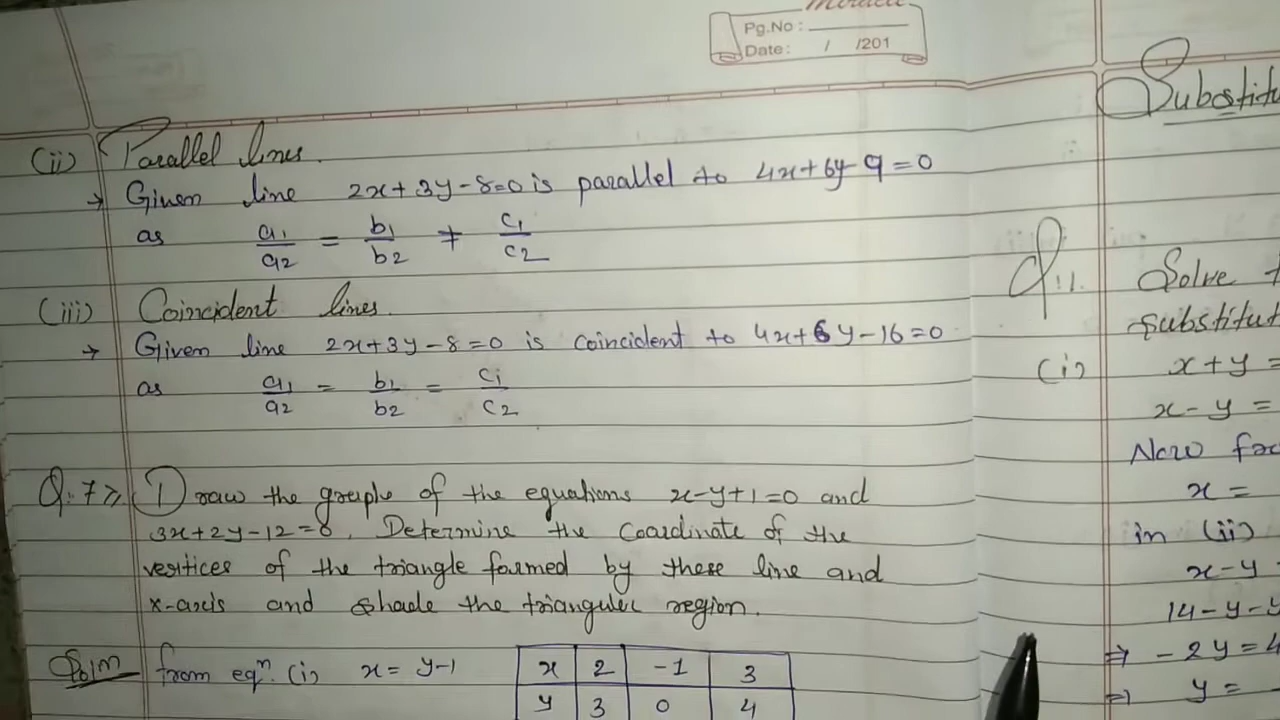 Pg.No :
Date: / /201
(ii) Parallel lines.
→ Given line 2x+3y-8=0 is parallel to 4x+6y-9=0
as a1/a2 = b1/b2 ≠ c1/c2
(iii) Coincident lines.
→ Given line 2x+3y-8=0 is coincident to 4x+6y-16=0
as a1/a2 = b1/b2 = c1/c2
Q.7> Draw the graphe of the equations x-y+1=0 and
3x+2y-12=0. Determine the coordinate of the
vertices of the triangle formed by these line and
x-axis and shade the trianguler region.
Soln from eqn. (i) x= y-1
x 2 -1 3
y 3 0 4
Substitu
Q1. Solve
substitut
(i) x+y =
x-y =
Now
x =
in (ii)
x-y
14-y-y
⇒ -2y=4
⇒ y =